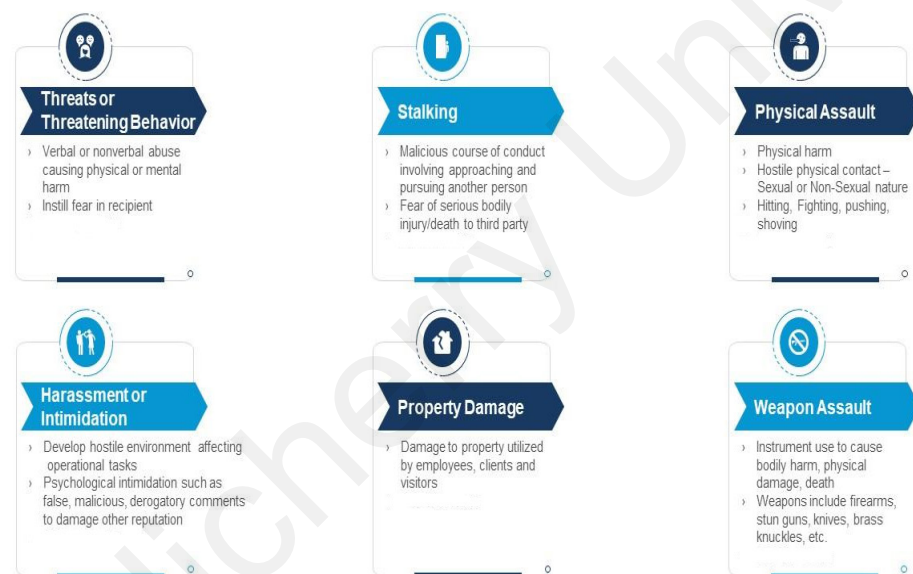 Threats or
Threatening Behavior
› Verbal or nonverbal abuse
causing physical or mental
harm
› Instill fear in recipient
Stalking
› Malicious course of conduct
involving approaching and
pursuing another person
› Fear of serious bodily
injury/death to third party
Physical Assault
› Physical harm
› Hostile physical contact –
Sexual or Non-Sexual nature
› Hitting, Fighting, pushing,
shoving
Harassment or
Intimidation
› Develop hostile environment affecting
operational tasks
› Psychological intimidation such as
false, malicious, derogatory comments
to damage other reputation
Property Damage
› Damage to property utilized
by employees, clients and
visitors
Weapon Assault
› Instrument use to cause
bodily harm, physical
damage, death
› Weapons include firearms,
stun guns, knives, brass
knuckles, etc.